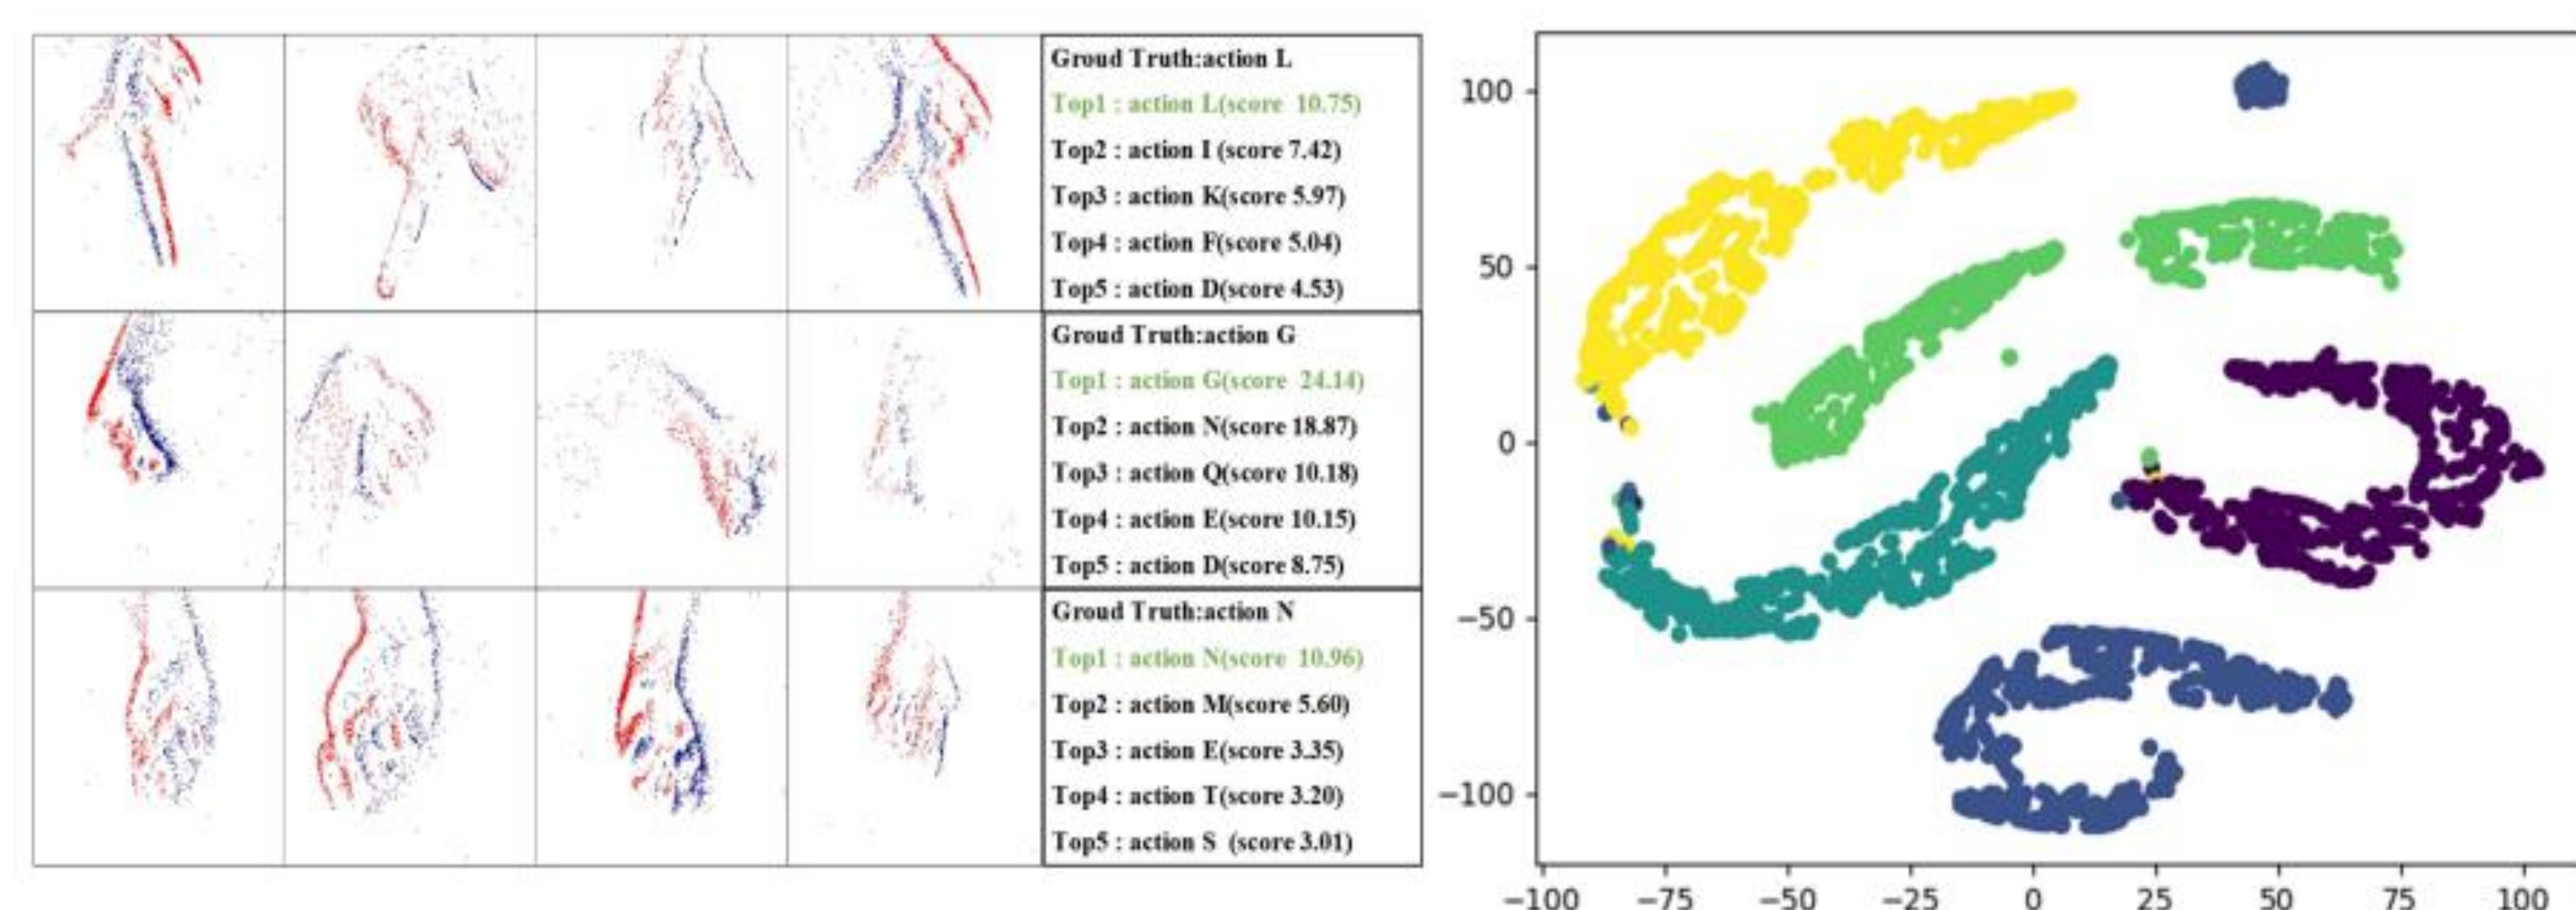 Groud Truth:action L
Top1 : action L(score 10.75)
Top2 : action I (score 7.42)
Top3 : action K(score 5.97)
Top4 : action F(score 5.04)
Top5 : action D(score 4.53)
Groud Truth:action G
Top1 : action G(score 24.14)
Top2 : action N(score 18.87)
Top3 : action Q(score 10.18)
Top4 : action E(score 10.15)
Top5 : action D(score 8.75)
Groud Truth:action N
Top1 : action N(score 10.96)
Top2 : action M(score 5.60)
Top3 : action E(score 3.35)
Top4 : action T(score 3.20)
Top5 : action S (score 3.01)
100
50
0
−50
−100
−100 −75 −50 −25 0 25 50 75 100